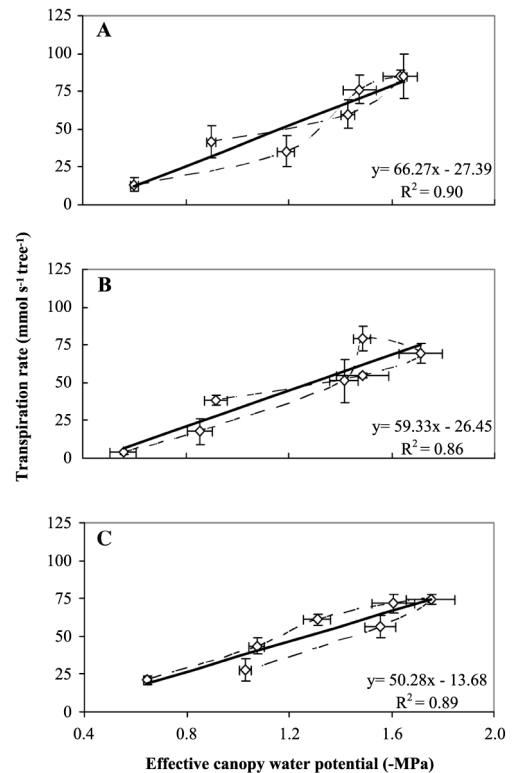 A
125
100
75
50
25
0
y= 66.27x - 27.39
R² = 0.90
Transpiration rate (mmol s⁻¹ tree⁻¹)
B
125
100
75
50
25
0
y= 59.33x - 26.45
R² = 0.86
C
125
100
75
50
25
0
y= 50.28x - 13.68
R² = 0.89
0.4 0.8 1.2 1.6 2.0
Effective canopy water potential (-MPa)